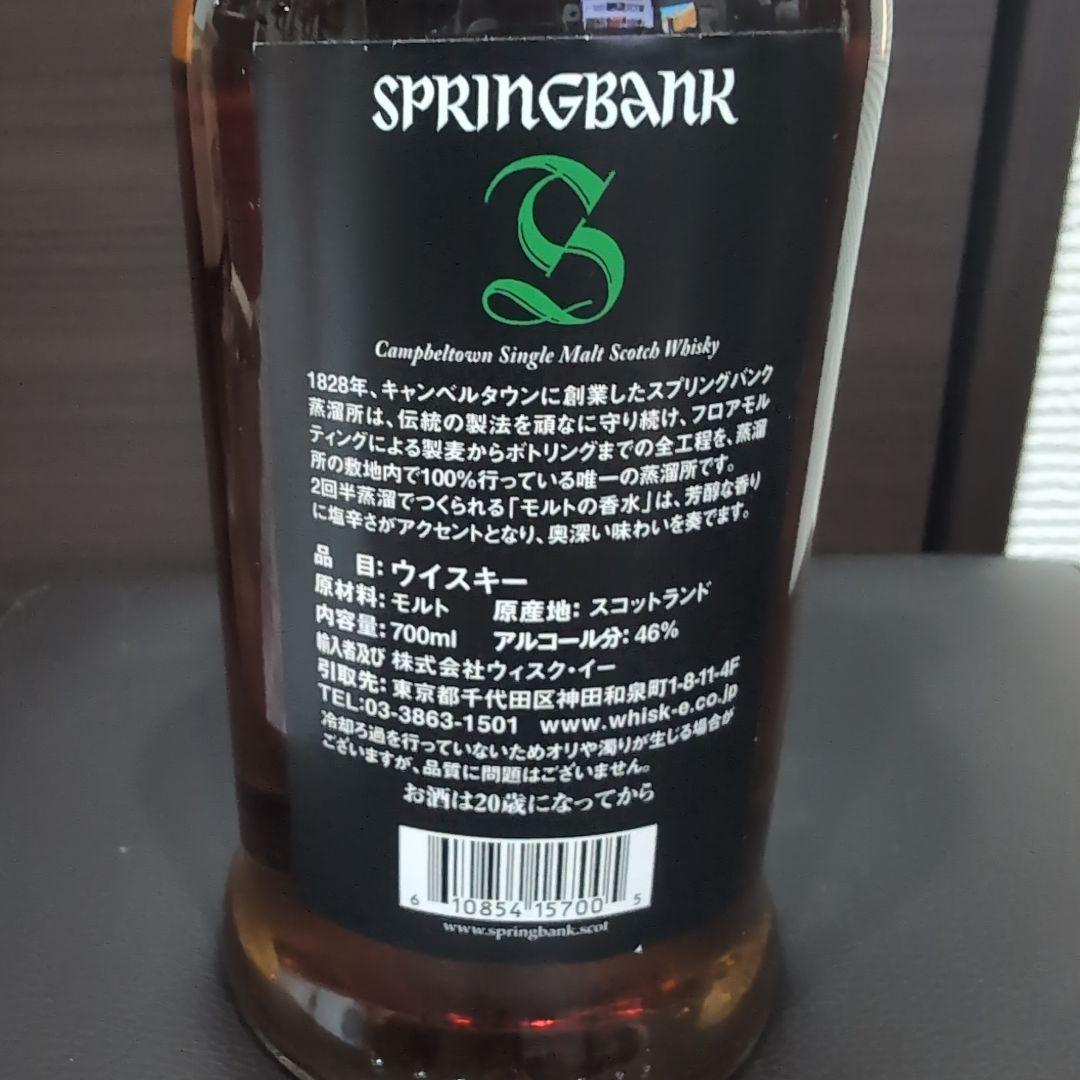 SPRINGBANK
S
Campbeltown Single Malt Scotch Whisky
1828年、キャンベルタウンに創業したスプリングバンク
蒸溜所は、伝統の製法を頑なに守り続け、フロアモル
ティングによる製麦からボトリングまでの全工程を、蒸溜
所の敷地内で100%行っている唯一の蒸溜所です。
2回半蒸溜でつくられる「モルトの香水」は、芳醇な香り
に塩辛さがアクセントとなり、奥深い味わいを奏でます。
品 目:ウイスキー
原材料:モルト 原産地:スコットランド
内容量:700ml アルコール分:46%
輸入者及び 株式会社ウィスク・イー
引取先:東京都千代田区神田和泉町1-8-11-4F
TEL:03-3863-1501 www.whisk-e.co.jp
冷却ろ過を行っていないためオリや濁りが生じる場合が
ございますが、品質に問題はございません。
お酒は20歳になってから
6 10854 15700 5
www.springbank.scot